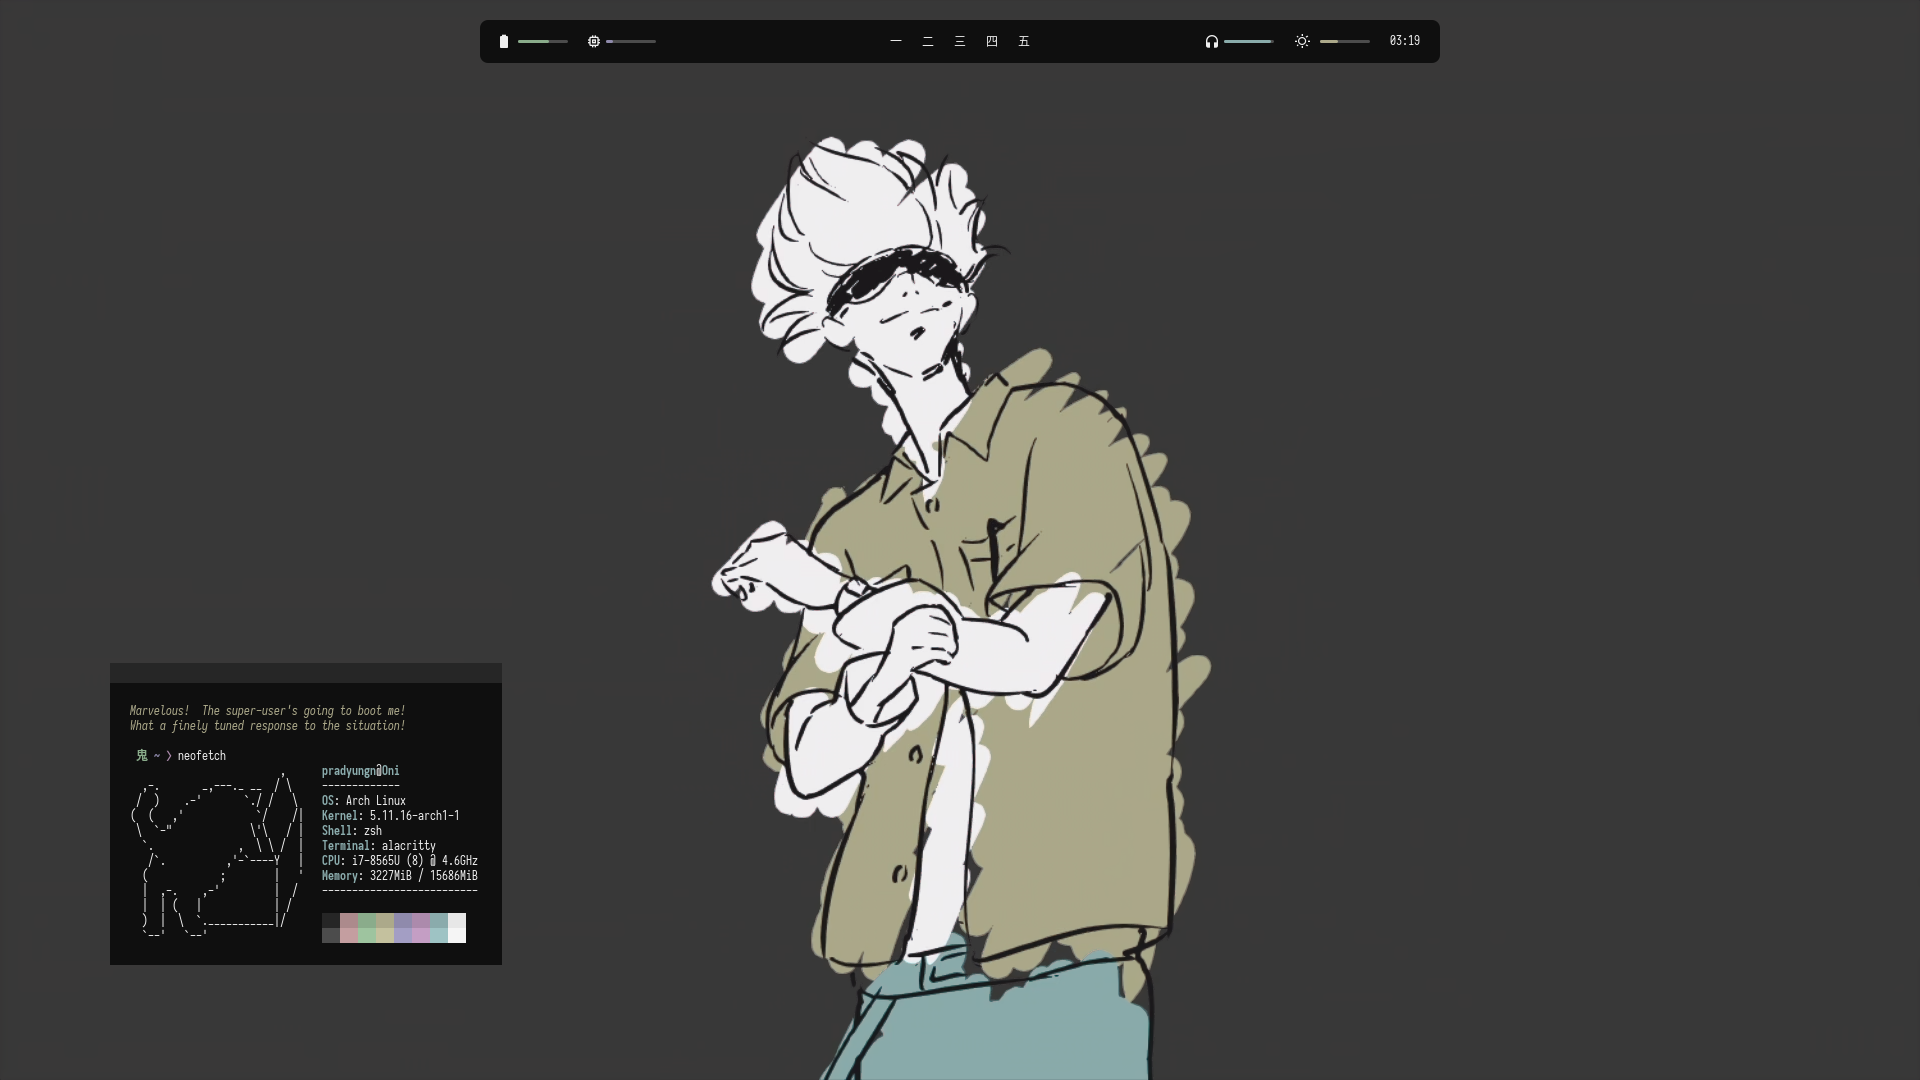 一 二 三 四 五
03:19
Marvelous!  The super-user's going to boot me!
What a finely tuned response to the situation!
鬼 ~ ❯ neofetch
pradyungn@Oni
-------------
OS: Arch Linux
Kernel: 5.11.16-arch1-1
Shell: zsh
Terminal: alacritty
CPU: i7-8565U (8) @ 4.6GHz
Memory: 3227MiB / 15686MiB
--------------------------